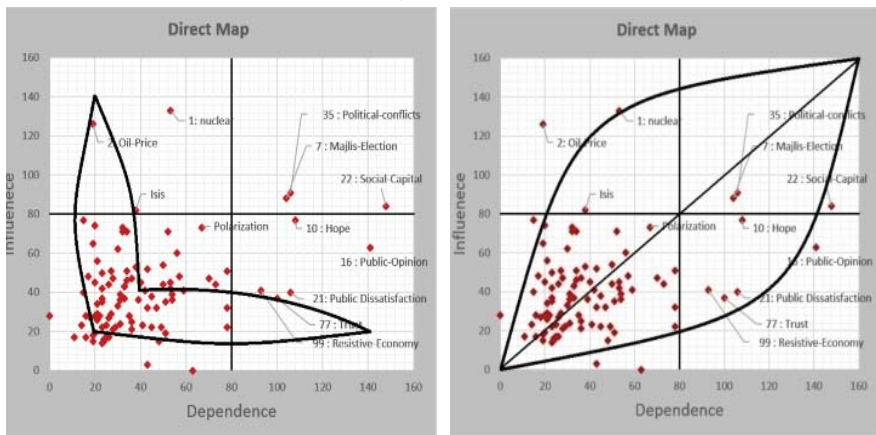 Direct Map
160
140
120
100
80
60
40
20
0
Influenece
1: nuclear
2: Oil-Price
35 : Political-conflicts
7 : Majlis-Election
22 : Social-Capital
Isis
Polarization
10 : Hope
16 : Public-Opinion
21: Public Dissatisfaction
77 : Trust
99 : Resistive-Economy
0 20 40 60 80 100 120 140 160
Dependence
Direct Map
160
140
120
100
80
60
40
20
0
Influenece
1: nuclear
2: Oil-Price
35 : Political-conflicts
7 : Majlis-Election
22 : Social-Capital
Isis
Polarization
10 : Hope
16 : Public-Opinion
21: Public Dissatisfaction
77 : Trust
99 : Resistive-Economy
0 20 40 60 80 100 120 140 160
Dependence